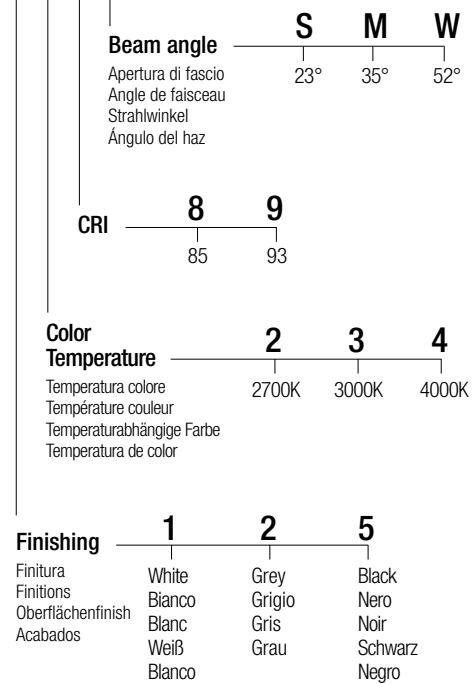 S M W
Beam angle
23° 35° 52°
Apertura di fascio
Angle de faisceau
Strahlwinkel
Ángulo del haz
8 9
CRI
85 93
Color
Temperature
2 3 4
2700K 3000K 4000K
Temperatura colore
Température couleur
Temperaturabhängige Farbe
Temperatura de color
1 2 5
Finishing
Finitura
Finitions
Oberflächenfinish
Acabados
White Grey Black
Bianco Grigio Nero
Blanc Gris Noir
Weiß Grau Schwarz
Blanco Negro